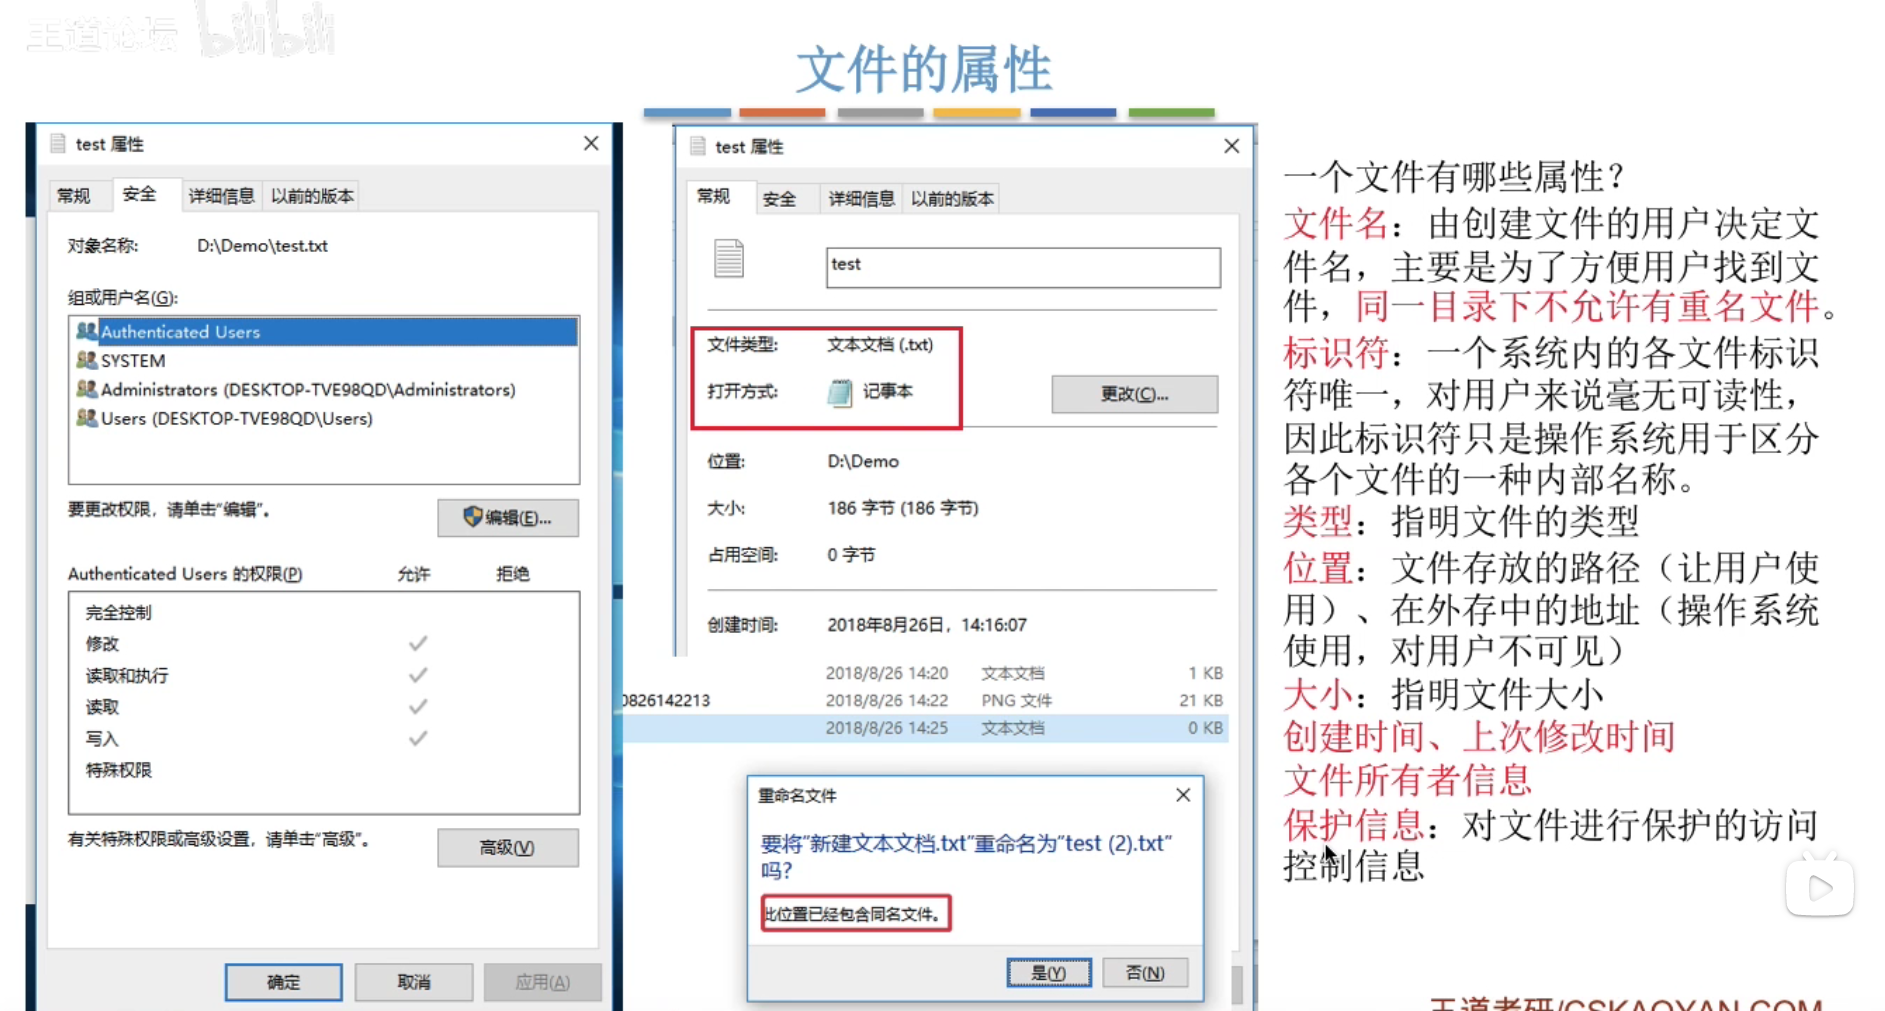 王道论坛 bilibili
文件的属性
test 属性
常规 安全 详细信息 以前的版本
对象名称: D:\Demo\test.txt
组或用户名(G):
Authenticated Users
SYSTEM
Administrators (DESKTOP-TVE98QD\Administrators)
Users (DESKTOP-TVE98QD\Users)
要更改权限，请单击"编辑"。
编辑(E)...
Authenticated Users 的权限(P) 允许 拒绝
完全控制
修改
读取和执行
读取
写入
特殊权限
有关特殊权限或高级设置，请单击"高级"。
高级(V)
确定 取消 应用(A)
test 属性
常规 安全 详细信息 以前的版本
test
文件类型: 文本文档 (.txt)
打开方式: 记事本
更改(C)...
位置: D:\Demo
大小: 186 字节 (186 字节)
占用空间: 0 字节
创建时间: 2018年8月26日，14:16:07
2018/8/26 14:20 文本文档 1 KB
0826142213 2018/8/26 14:22 PNG 文件 21 KB
2018/8/26 14:25 文本文档 0 KB
重命名文件
要将"新建文本文档.txt"重命名为"test (2).txt"
吗?
此位置已经包含同名文件。
是(Y) 否(N)
一个文件有哪些属性？
文件名：由创建文件的用户决定文
件名，主要是为了方便用户找到文
件，同一目录下不允许有重名文件。
标识符：一个系统内的各文件标识
符唯一，对用户来说毫无可读性，
因此标识符只是操作系统用于区分
各个文件的一种内部名称。
类型：指明文件的类型
位置：文件存放的路径（让用户使
用）、在外存中的地址（操作系统
使用，对用户不可见）
大小：指明文件大小
创建时间、上次修改时间
文件所有者信息
保护信息：对文件进行保护的访问
控制信息
王道考研/CSKAOYAN.COM